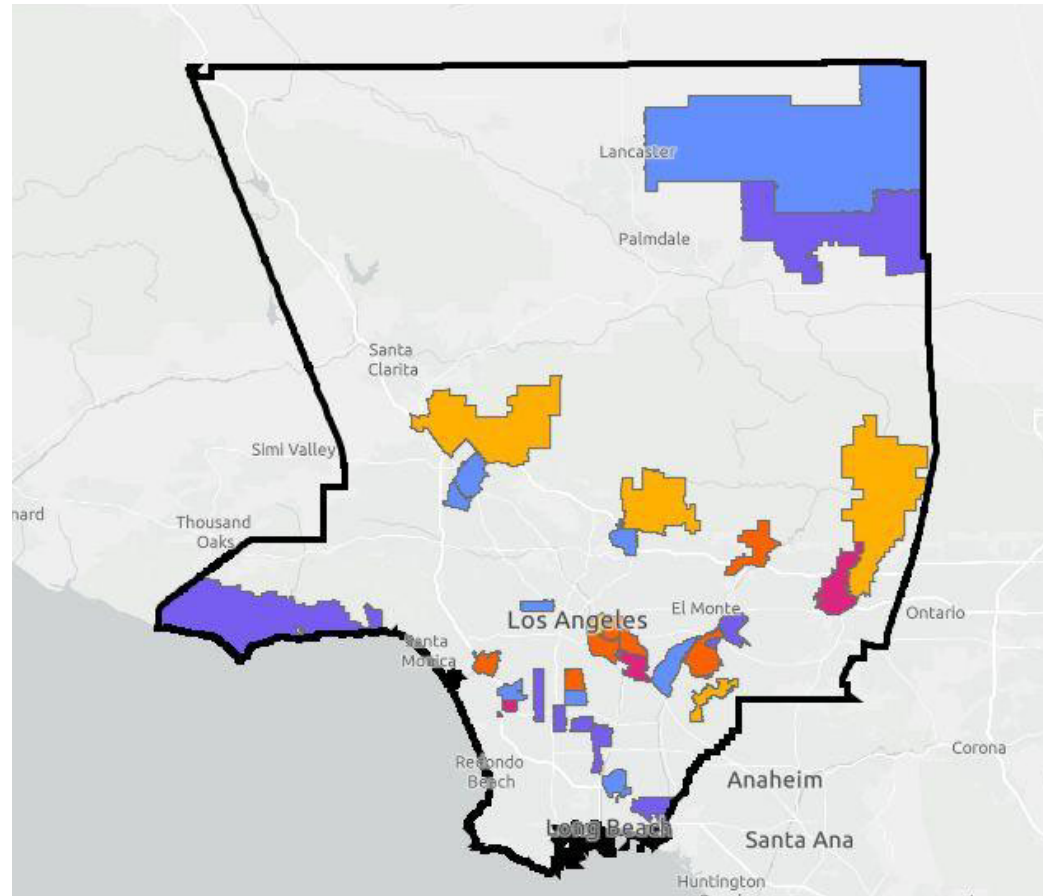 Lancaster
Palmdale
Santa
Clarita
Simi Valley
nard
Thousand
Oaks
El Monte
Los Angeles
Ontario
Santa
Monica
Redondo
Beach
Corona
Anaheim
Long Beach
Santa Ana
Huntington